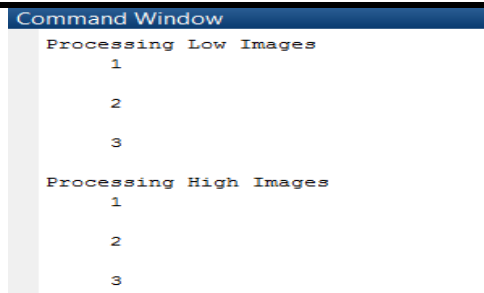 Command Window
Processing Low Images
1
2
3
Processing High Images
1
2
3